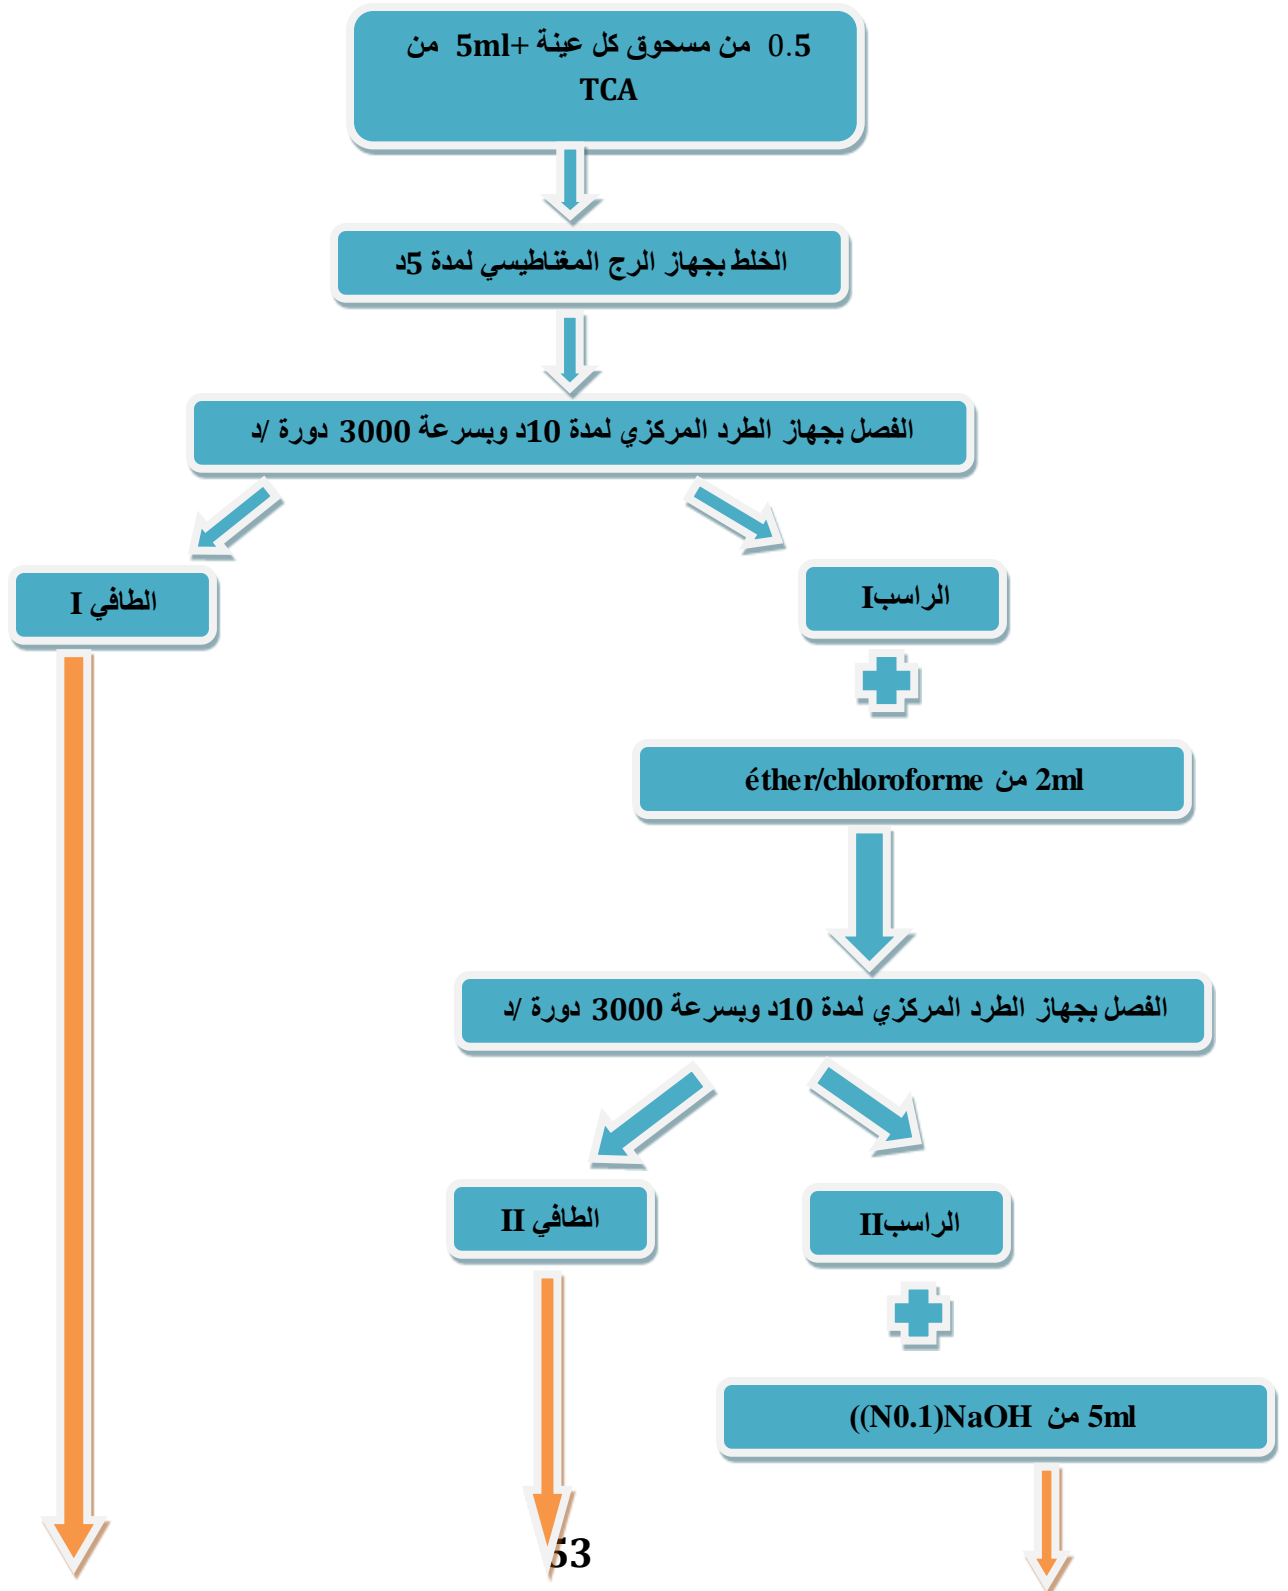 0.5 من مسحوق كل عينة +5ml من
TCA
الخلط بجهاز الرج المغناطيسي لمدة 5د
الفصل بجهاز الطرد المركزي لمدة 10د وبسرعة 3000 دورة /د
الراسبI
الطافي I
2ml من éther/chloroforme
الفصل بجهاز الطرد المركزي لمدة 10د وبسرعة 3000 دورة /د
الراسبII
الطافي II
5ml من NaOH(N0.1))
53